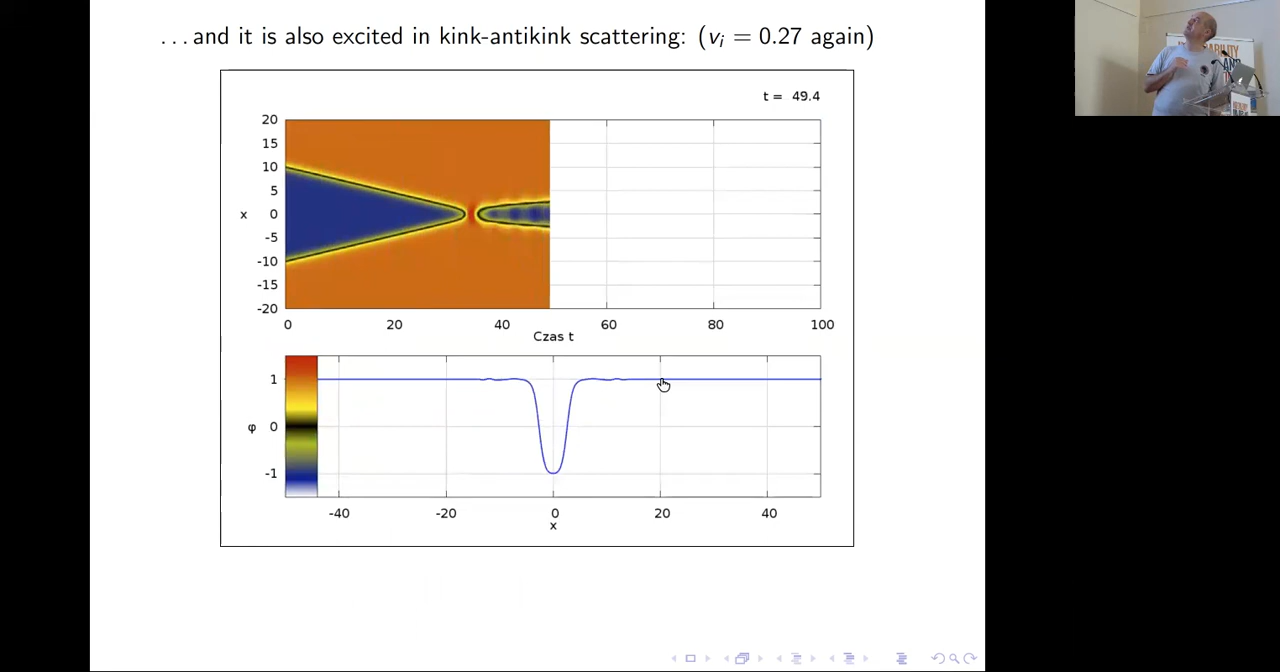 . . . and it is also excited in kink-antikink scattering: (vᵢ = 0.27 again)
t = 49.4
20
15
10
5
x 0
-5
-10
-15
-20
0 20 40 60 80 100
Czas t
1
φ 0
-1
-40 -20 0 20 40
x